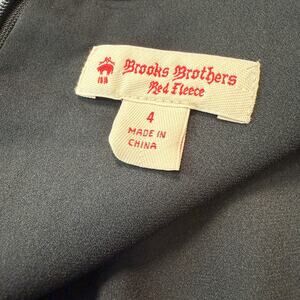 Brooks Brothers
Red Fleece
4
MADE IN
CHINA